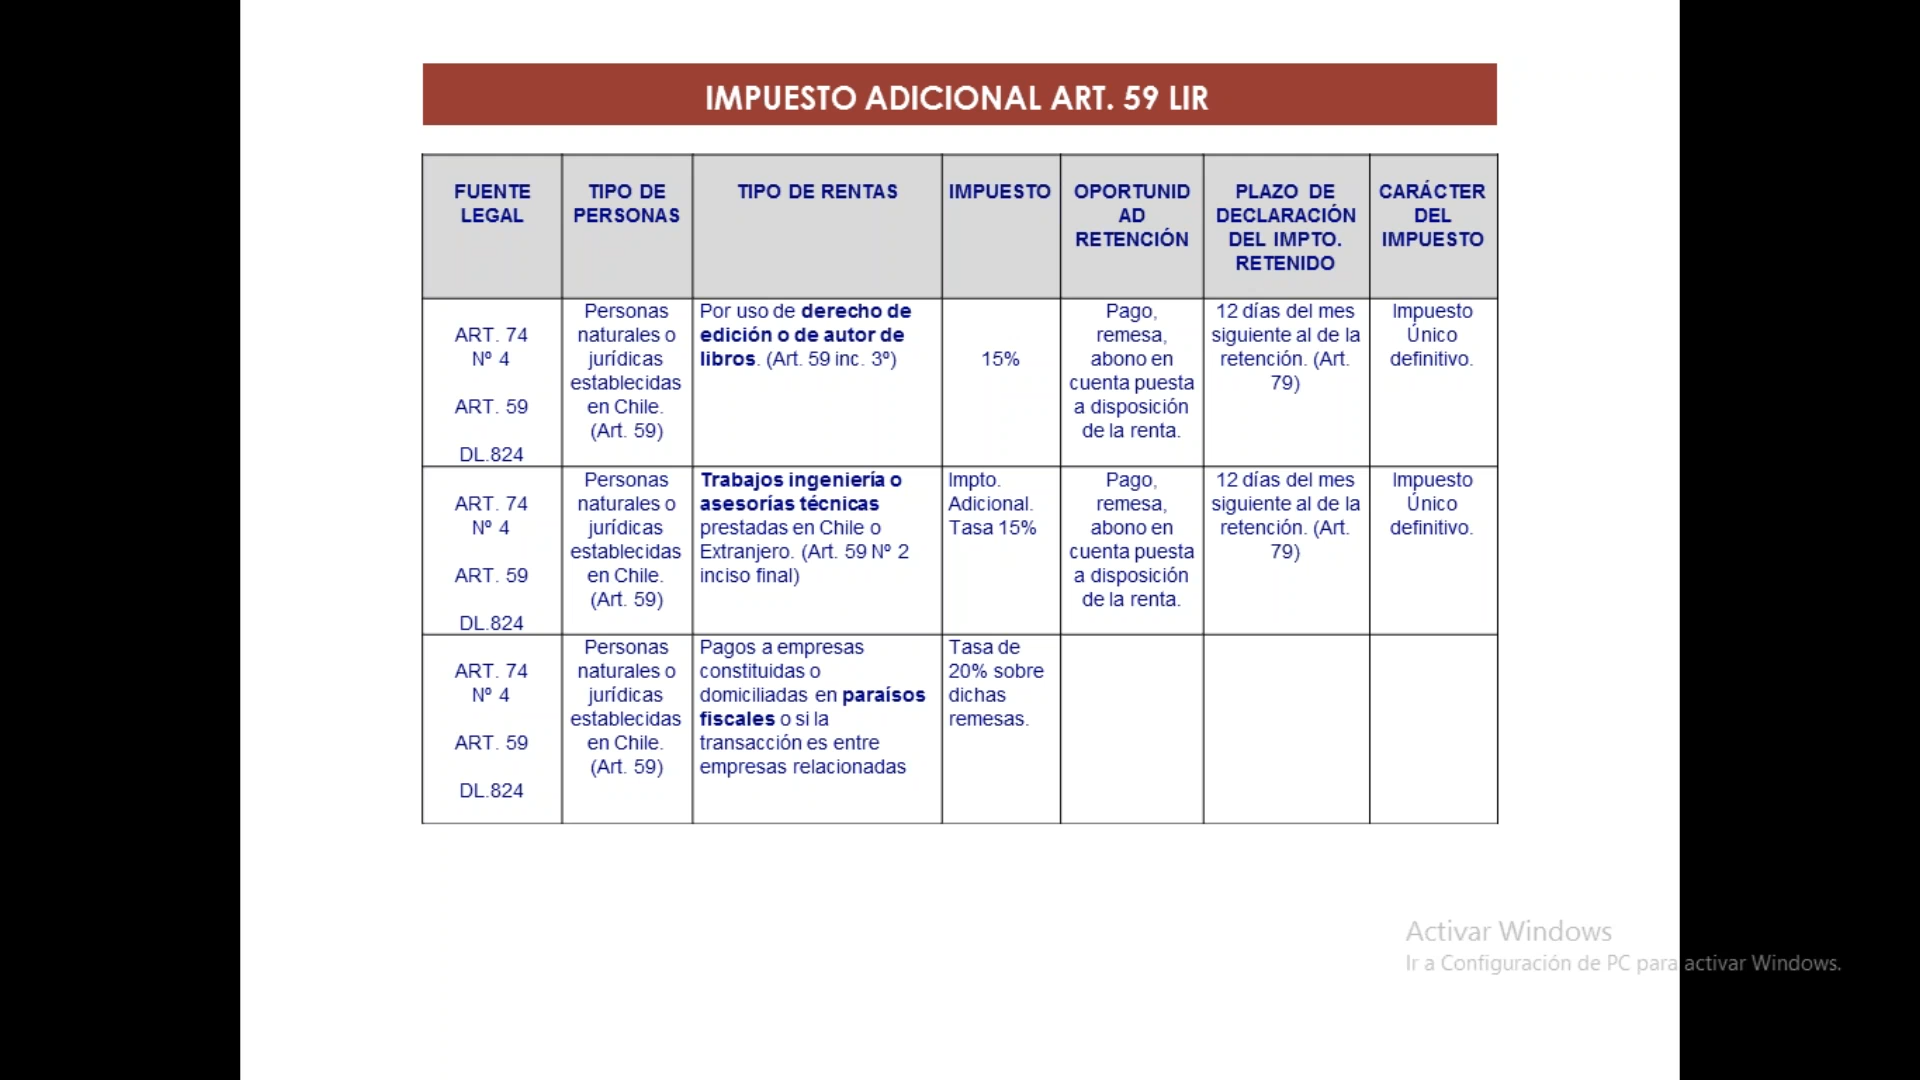 IMPUESTO ADICIONAL ART. 59 LIR
FUENTE
LEGAL
TIPO DE
PERSONAS
TIPO DE RENTAS
IMPUESTO
OPORTUNID
AD
RETENCIÓN
PLAZO DE
DECLARACIÓN
DEL IMPTO.
RETENIDO
CARÁCTER
DEL
IMPUESTO
ART. 74
Nº 4
ART. 59
DL.824
Personas
naturales o
jurídicas
establecidas
en Chile.
(Art. 59)
Por uso de derecho de
edición o de autor de
libros. (Art. 59 inc. 3º)
15%
Pago,
remesa,
abono en
cuenta puesta
a disposición
de la renta.
12 días del mes
siguiente al de la
retención. (Art.
79)
Impuesto
Único
definitivo.
ART. 74
Nº 4
ART. 59
DL.824
Personas
naturales o
jurídicas
establecidas
en Chile.
(Art. 59)
Trabajos ingeniería o
asesorías técnicas
prestadas en Chile o
Extranjero. (Art. 59 Nº 2
inciso final)
Impto.
Adicional.
Tasa 15%
Pago,
remesa,
abono en
cuenta puesta
a disposición
de la renta.
12 días del mes
siguiente al de la
retención. (Art.
79)
Impuesto
Único
definitivo.
ART. 74
Nº 4
ART. 59
DL.824
Personas
naturales o
jurídicas
establecidas
en Chile.
(Art. 59)
Pagos a empresas
constituidas o
domiciliadas en paraísos
fiscales o si la
transacción es entre
empresas relacionadas
Tasa de
20% sobre
dichas
remesas.
Activar Windows
Ir a Configuración de PC para activar Windows.